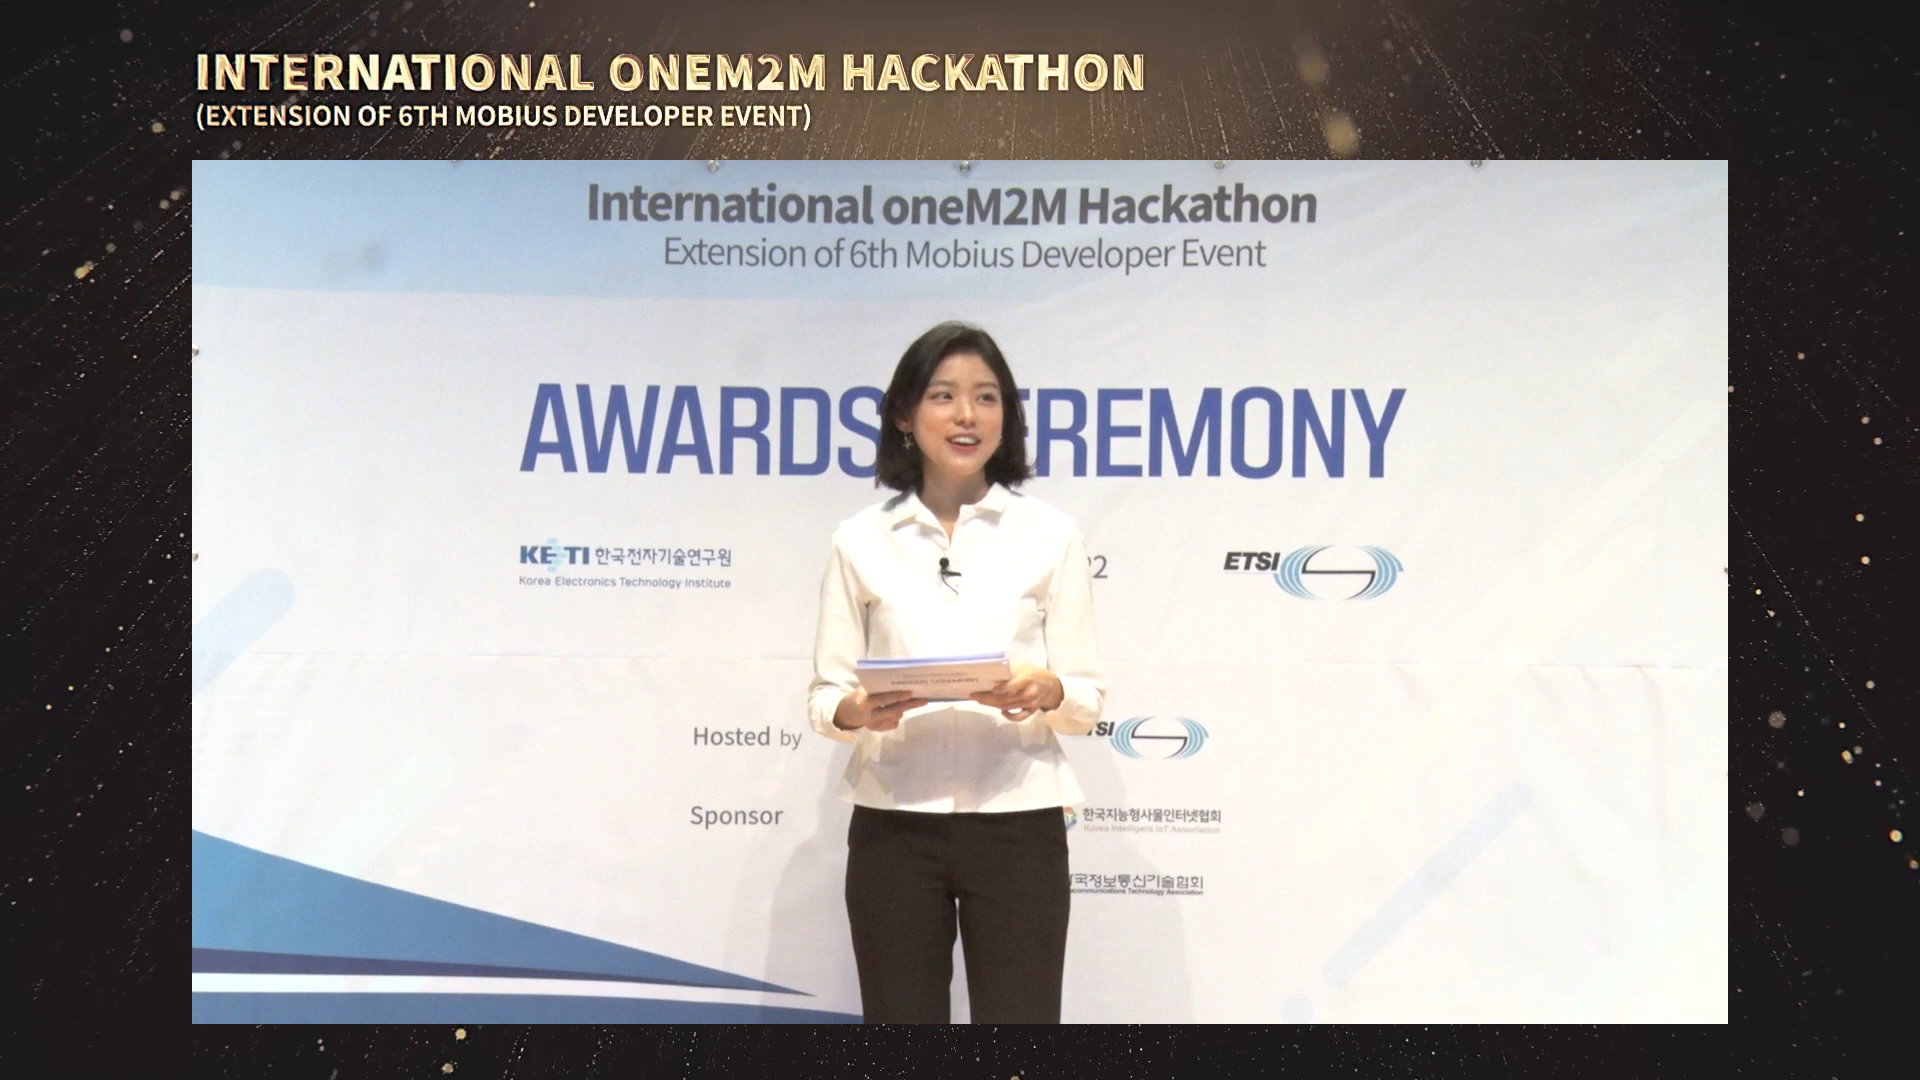 INTERNATIONAL ONEM2M HACKATHON
(EXTENSION OF 6TH MOBIUS DEVELOPER EVENT)
International oneM2M Hackathon
Extension of 6th Mobius Developer Event
AWARDS EREMONY
KETI 한국전자기술연구원
Korea Electronics Technology Institute
ETSI
Hosted by
Sponsor
한국지능형사물인터넷협회
Korea Intelligent IoT Association
국정보통신기술협회
Technology Association